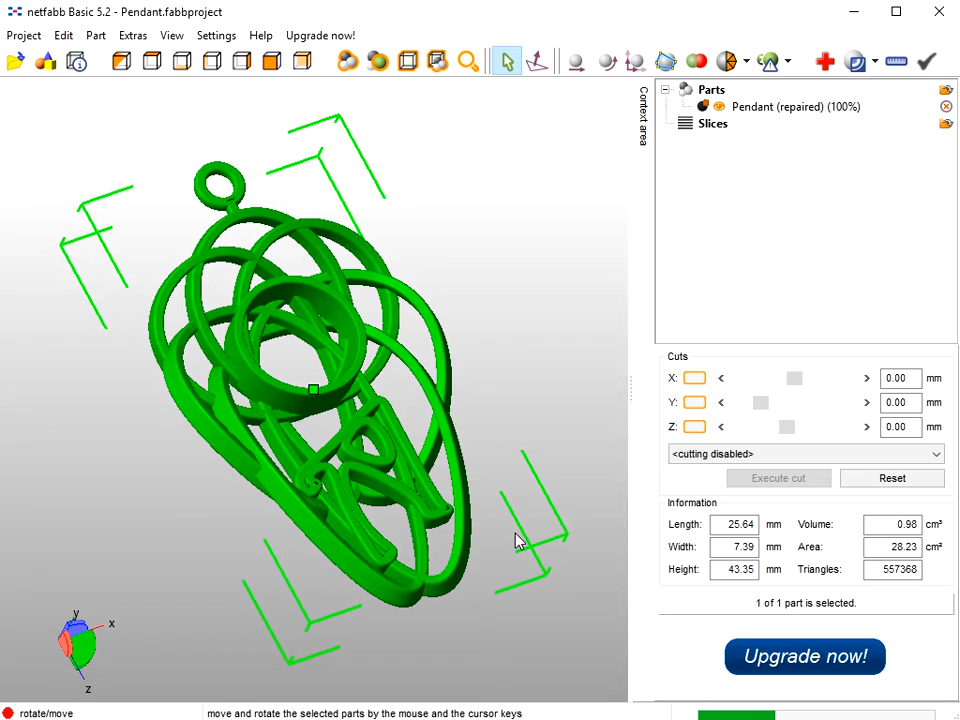 netfabb Basic 5.2 - Pendant.fabbproject
Project Edit Part Extras View Settings Help Upgrade now!
Context area
Parts
Pendant (repaired) (100%)
Slices
Cuts
X: < > 0.00 mm
Y: < > 0.00 mm
Z: < > 0.00 mm
<cutting disabled>
Execute cut Reset
Information
Length: 25.64 mm Volume: 0.98 cm³
Width: 7.39 mm Area: 28.23 cm²
Height: 43.35 mm Triangles: 557368
1 of 1 part is selected.
Upgrade now!
y
x
z
rotate/move move and rotate the selected parts by the mouse and the cursor keys